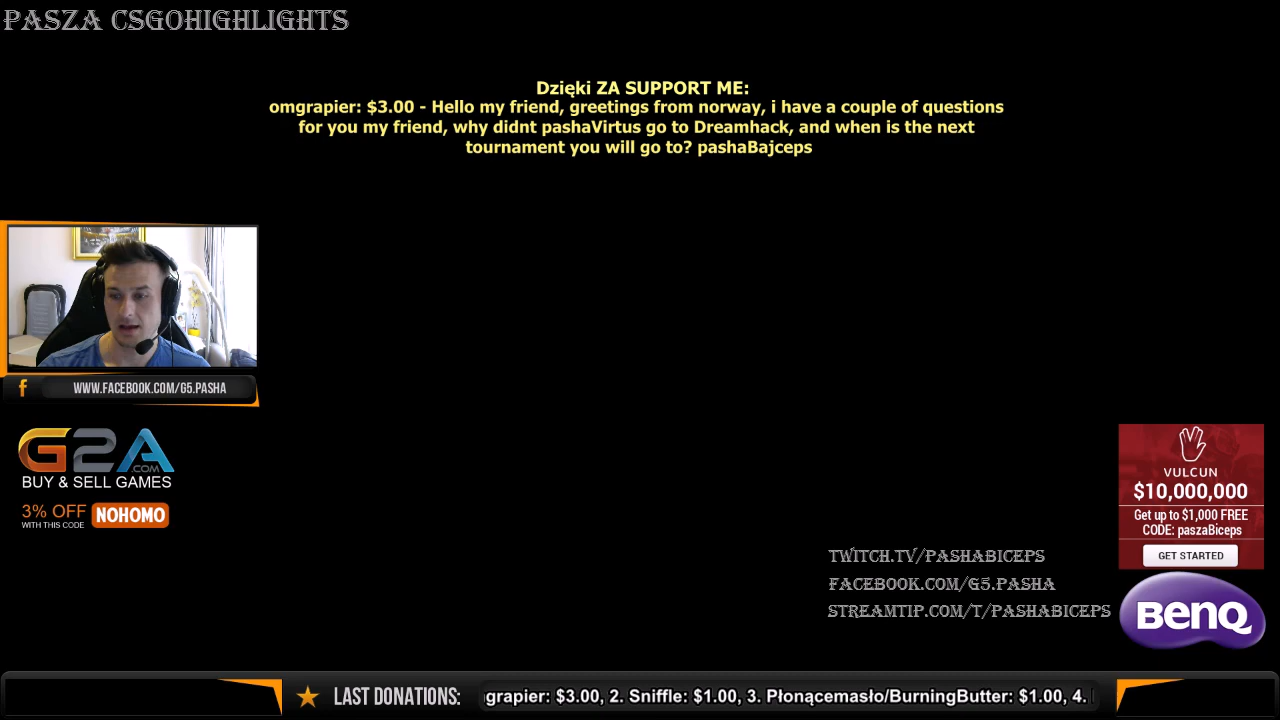 PASZA CSGOHIGHLIGHTS
Dzięki ZA SUPPORT ME:
omgrapier: $3.00 - Hello my friend, greetings from norway, i have a couple of questions
for you my friend, why didnt pashaVirtus go to Dreamhack, and when is the next
tournament you will go to? pashaBajceps
f WWW.FACEBOOK.COM/G5.PASHA
G2A
.COM
BUY & SELL GAMES
3% OFF
WITH THIS CODE
NOHOMO
VULCUN
$10,000,000
Get up to $1,000 FREE
CODE: paszaBiceps
GET STARTED
TWITCH.TV/PASHABICEPS
FACEBOOK.COM/G5.PASHA
STREAMTIP.COM/T/PASHABICEPS
BenQ
LAST DONATIONS: grapier: $3.00, 2. Sniffle: $1.00, 3. Płonącemasło/BurningButter: $1.00, 4.